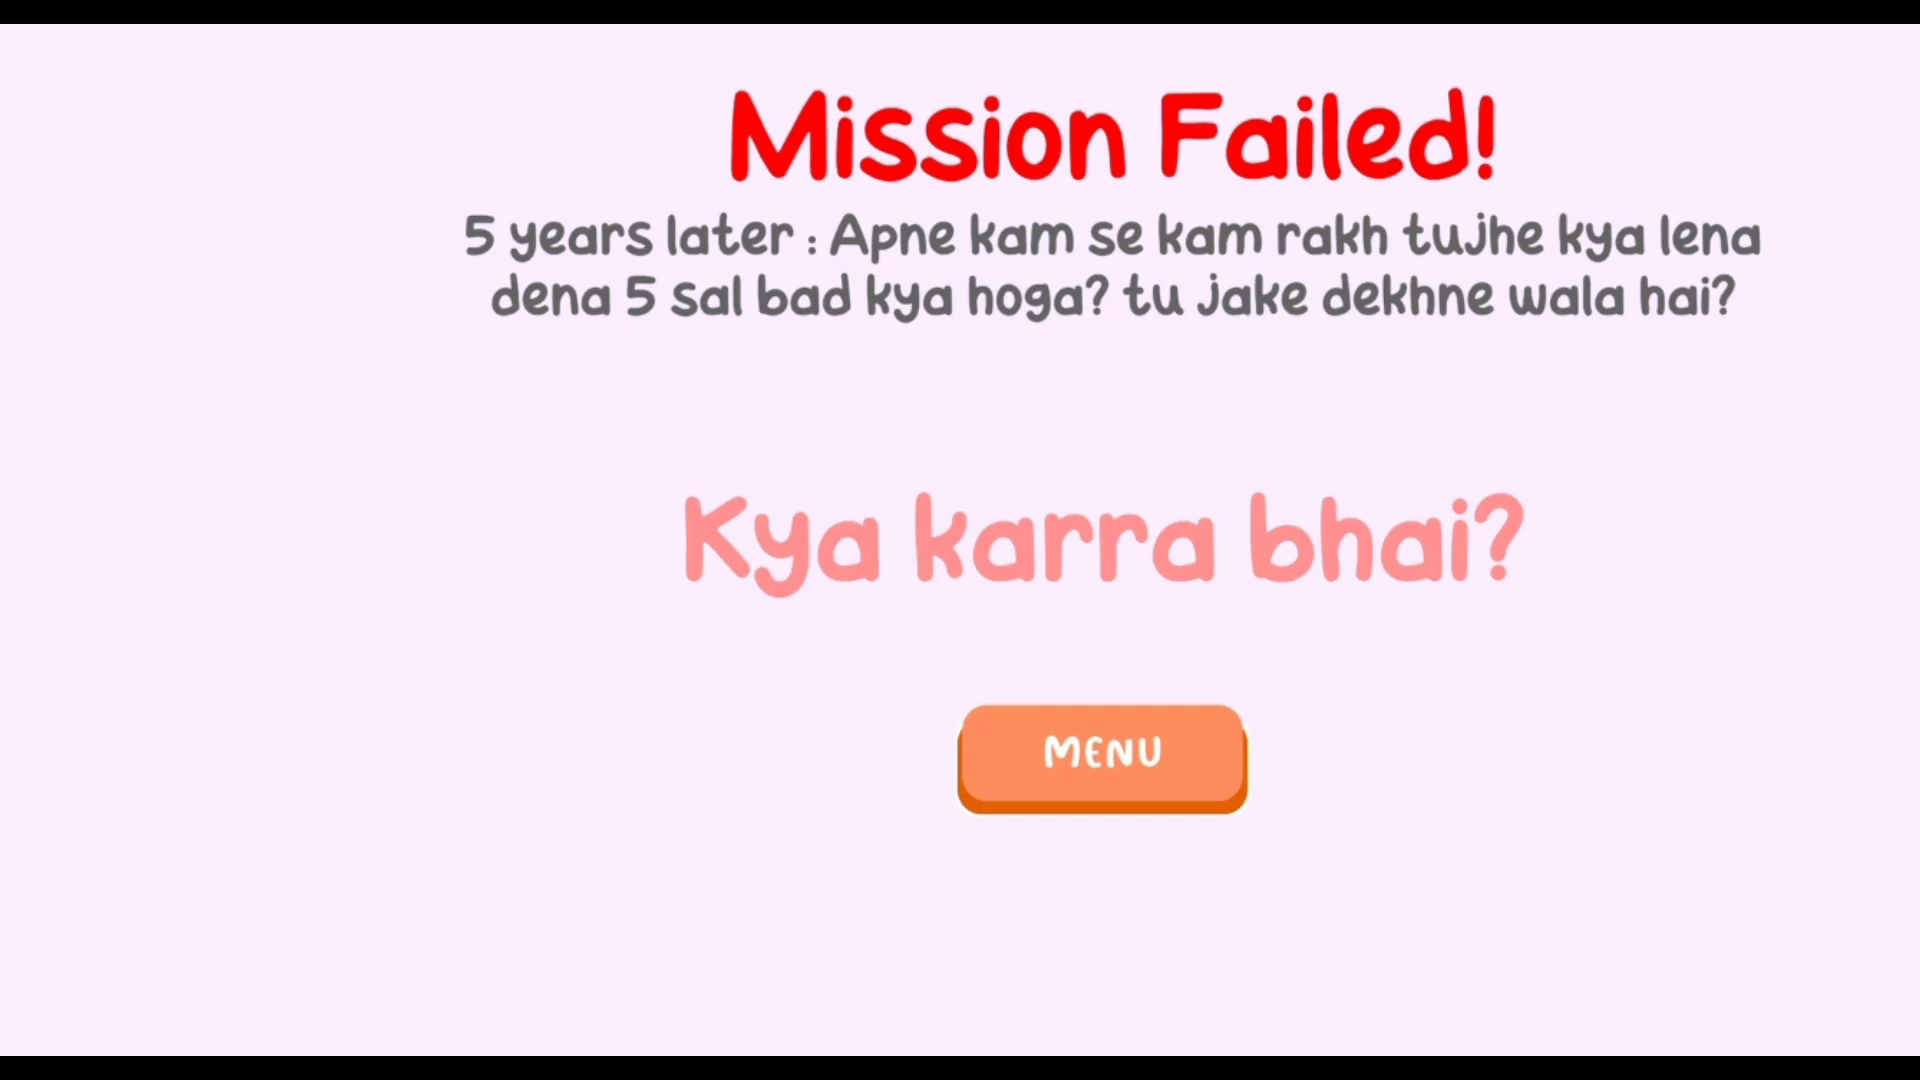 Mission Failed!
5 years later : Apne kam se kam rakh tujhe kya lena
dena 5 sal bad kya hoga? tu jake dekhne wala hai?
Kya karra bhai?
MENU